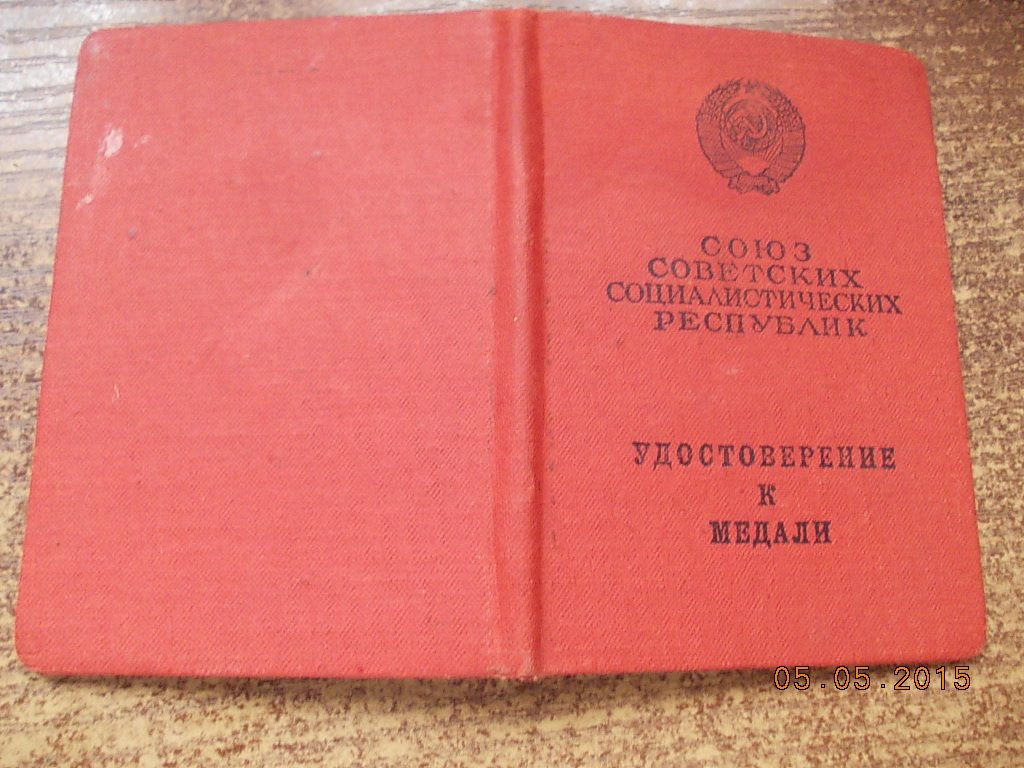 СОЮЗ
СОВЕТСКИХ
СОЦИАЛИСТИЧЕСКИХ
РЕСПУБЛИК
УДОСТОВЕРЕНИЕ
К
МЕДАЛИ
05.05.2015